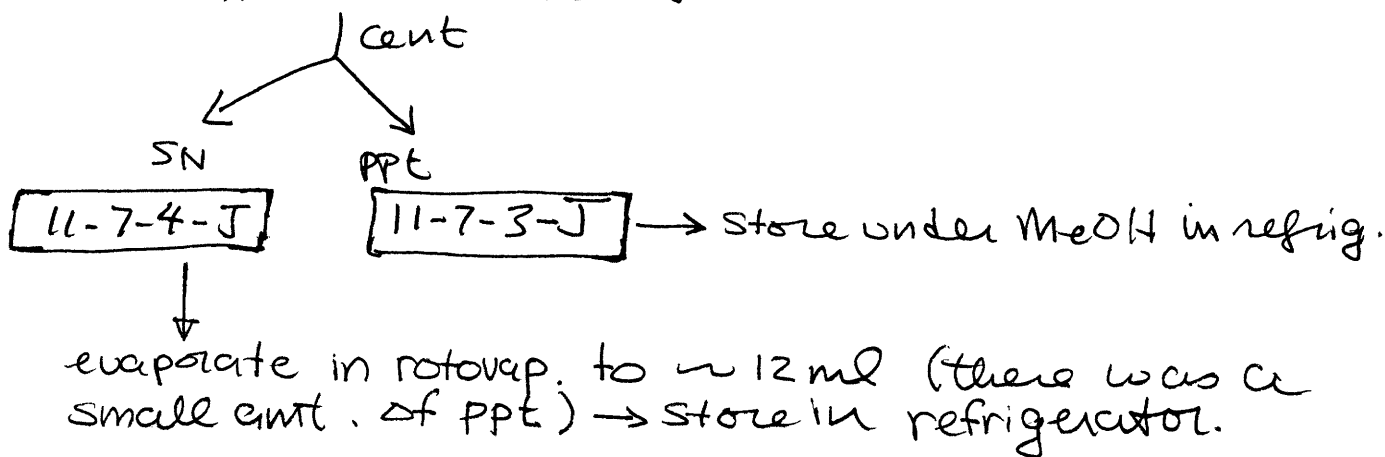 cent
SN ppt
11-7-4-J 11-7-3-J → store under MeOH in refrig.
evaporate in rotovap. to ~ 12 ml (there was a
small amt. of ppt) → store in refrigerator.